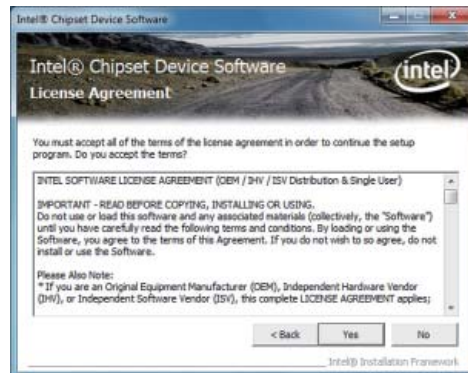 Intel® Chipset Device Software
Intel® Chipset Device Software
intel
License Agreement
You must accept all of the terms of the license agreement in order to continue the setup
program. Do you accept the terms?
INTEL SOFTWARE LICENSE AGREEMENT (OEM / IHV / ISV Distribution & Single User)
IMPORTANT - READ BEFORE COPYING, INSTALLING OR USING.
Do not use or load this software and any associated materials (collectively, the "Software")
until you have carefully read the following terms and conditions. By loading or using the
Software, you agree to the terms of this Agreement. If you do not wish to so agree, do not
install or use the Software.
Please Also Note:
* If you are an Original Equipment Manufacturer (OEM), Independent Hardware Vendor
(IHV), or Independent Software Vendor (ISV), this complete LICENSE AGREEMENT applies;
< Back Yes No
Intel® Installation Framework